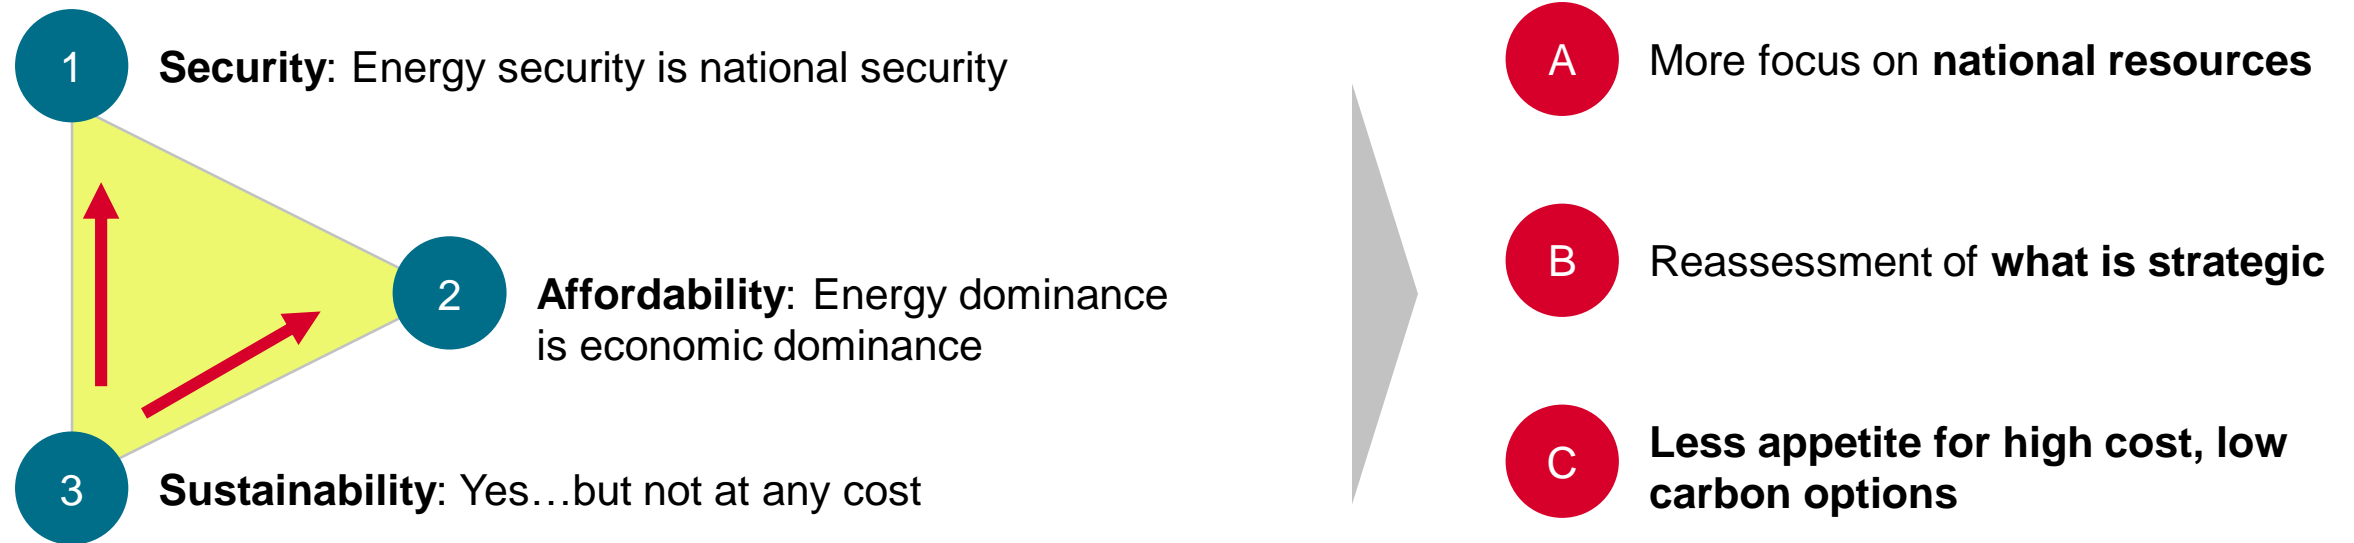 1
Security: Energy security is national security
2
Affordability: Energy dominance
is economic dominance
3
Sustainability: Yes…but not at any cost
A
More focus on national resources
B
Reassessment of what is strategic
C
Less appetite for high cost, low
carbon options